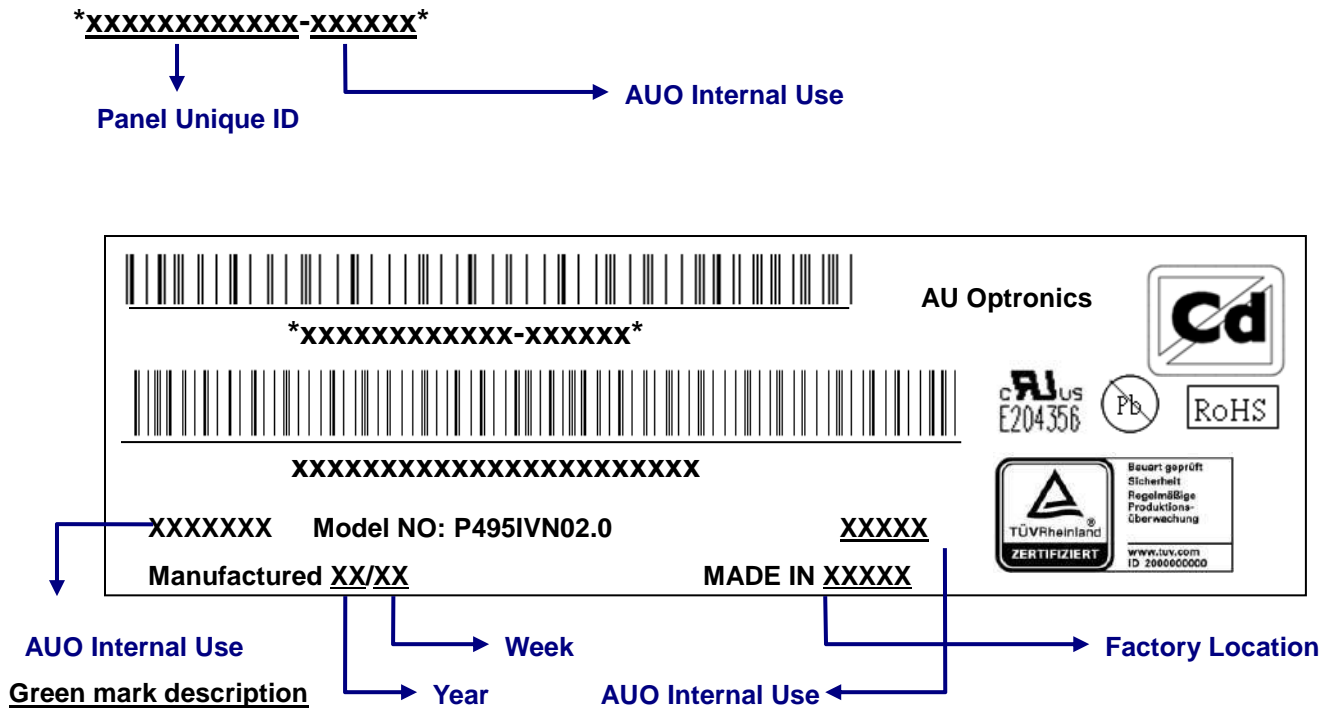 *xxxxxxxxxxxx-xxxxxx*
AUO Internal Use
Panel Unique ID
AU Optronics
Cd
*xxxxxxxxxxxx-xxxxxx*
c RU us
E204356
Pb
RoHS
xxxxxxxxxxxxxxxxxxxxxxx
TÜVRheinland®
ZERTIFIZIERT
Bauart geprüft
Sicherheit
Regelmäßige
Produktions-
überwachung
www.tuv.com
ID 2000000000
XXXXXXX Model NO: P495IVN02.0 XXXXX
Manufactured XX/XX MADE IN XXXXX
AUO Internal Use
Week
Factory Location
Green mark description
Year
AUO Internal Use